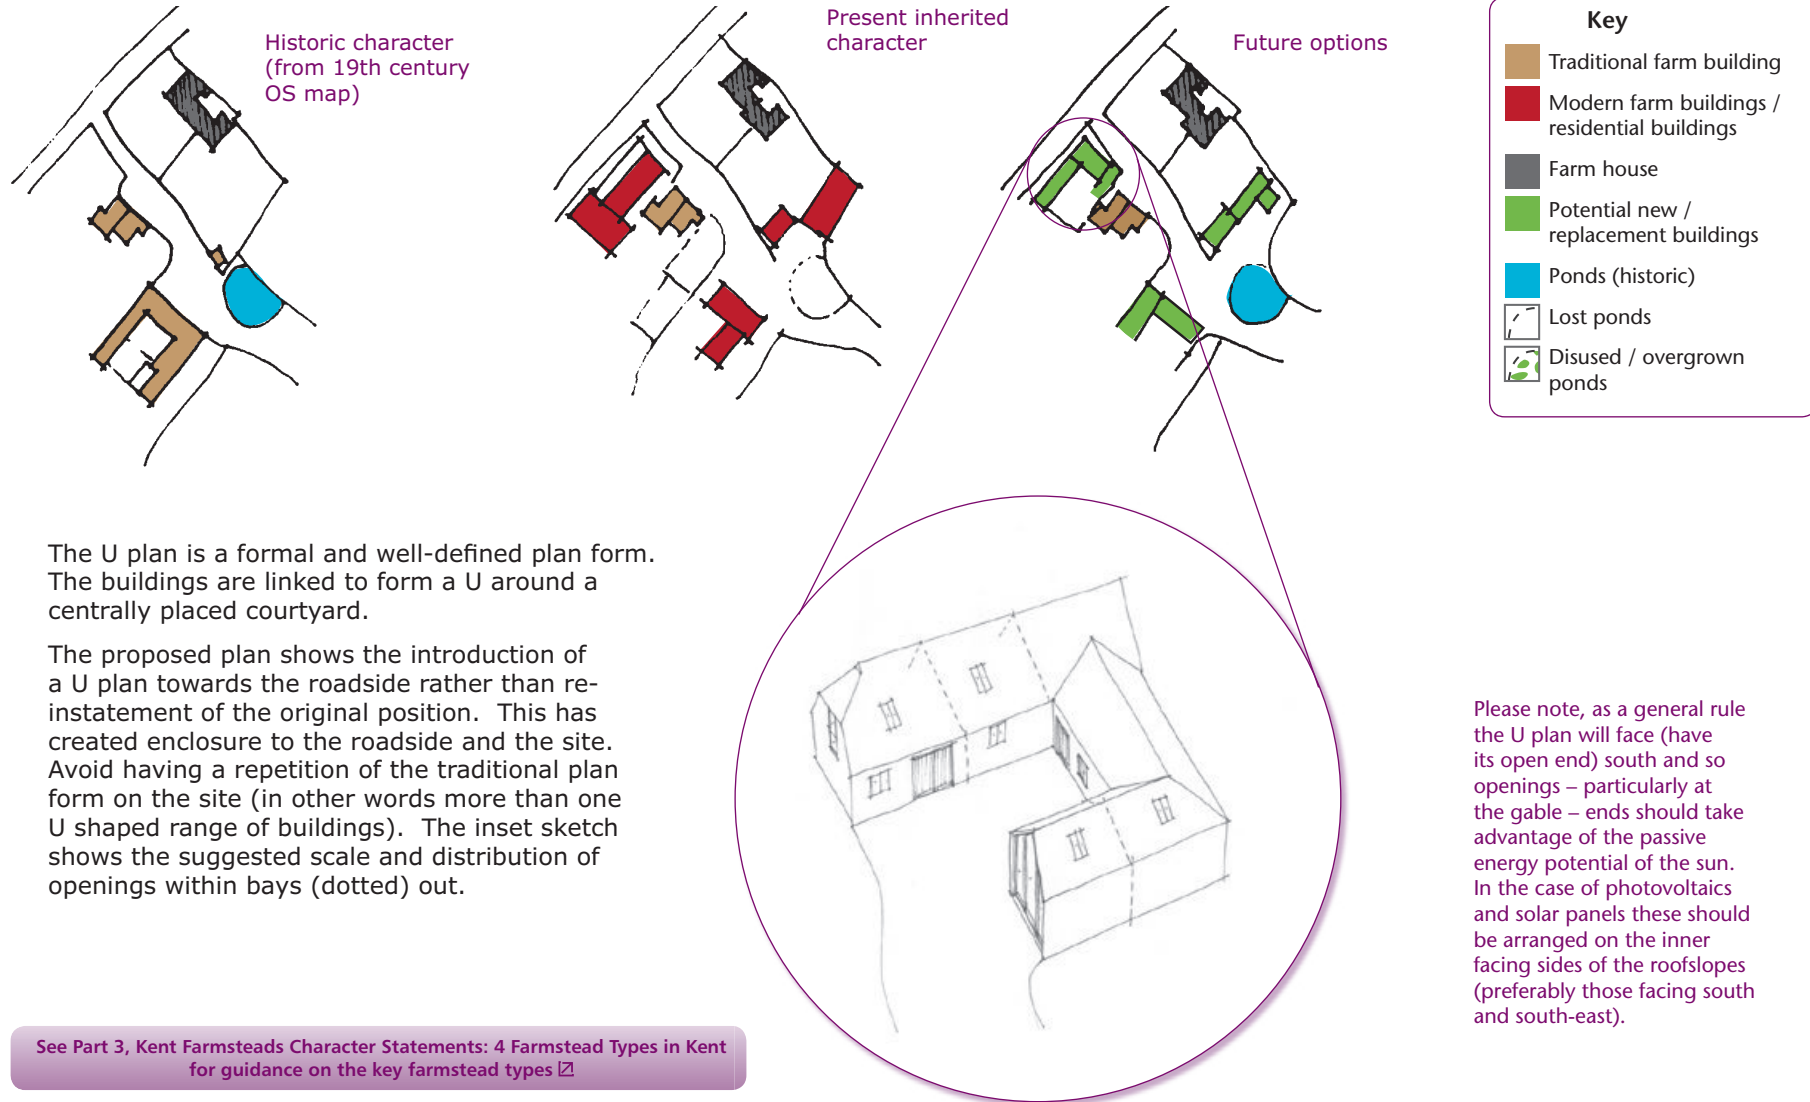 Historic character
(from 19th century
OS map)
Present inherited
character
Future options
Key
Traditional farm building
Modern farm buildings /
residential buildings
Farm house
Potential new /
replacement buildings
Ponds (historic)
Lost ponds
Disused / overgrown
ponds
The U plan is a formal and well-defined plan form.
The buildings are linked to form a U around a
centrally placed courtyard.
The proposed plan shows the introduction of
a U plan towards the roadside rather than re-
instatement of the original position.  This has
created enclosure to the roadside and the site.
Avoid having a repetition of the traditional plan
form on the site (in other words more than one
U shaped range of buildings).  The inset sketch
shows the suggested scale and distribution of
openings within bays (dotted) out.
Please note, as a general rule
the U plan will face (have
its open end) south and so
openings – particularly at
the gable – ends should take
advantage of the passive
energy potential of the sun.
In the case of photovoltaics
and solar panels these should
be arranged on the inner
facing sides of the roofslopes
(preferably those facing south
and south-east).
See Part 3, Kent Farmsteads Character Statements: 4 Farmstead Types in Kent
for guidance on the key farmstead types